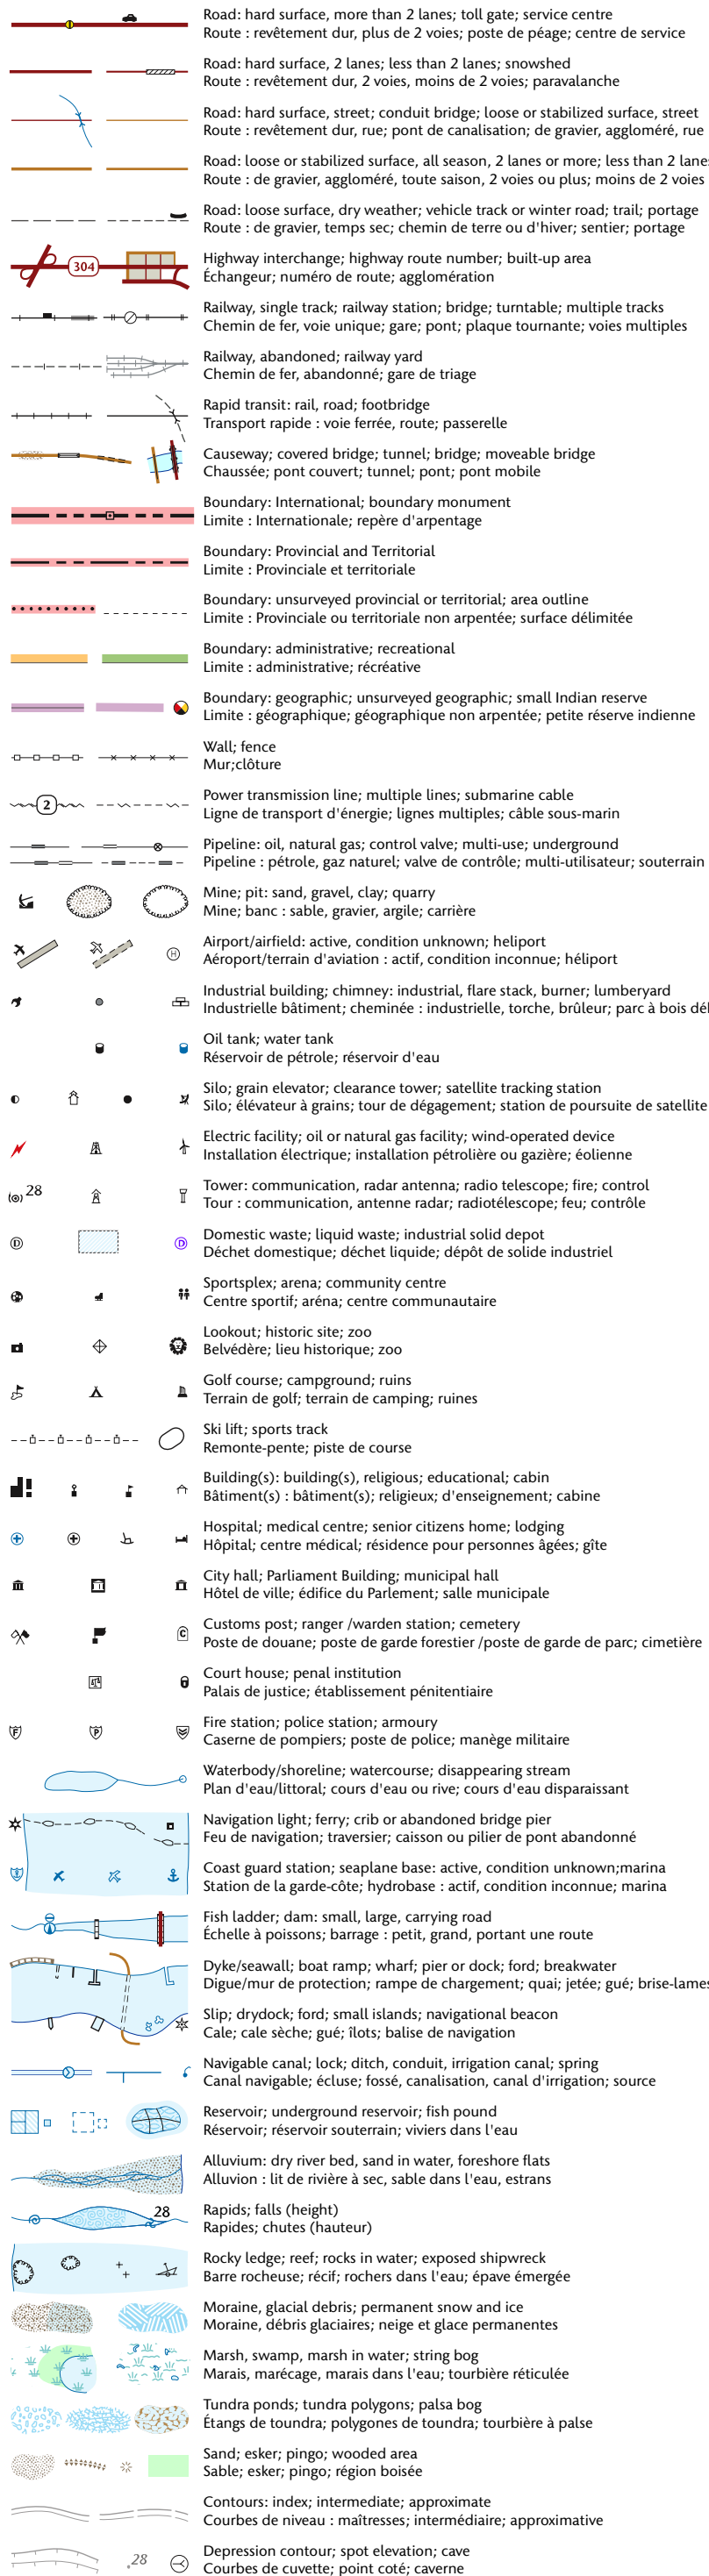 Road: hard surface, more than 2 lanes; toll gate; service centre
Route : revêtement dur, plus de 2 voies; poste de péage; centre de service
Road: hard surface, 2 lanes; less than 2 lanes; snowshed
Route : revêtement dur, 2 voies, moins de 2 voies; paravalanche
Road: hard surface, street; conduit bridge; loose or stabilized surface, street
Route : revêtement dur, rue; pont de canalisation; de gravier, aggloméré, rue
Road: loose or stabilized surface, all season, 2 lanes or more; less than 2 lane
Route : de gravier, aggloméré, toute saison, 2 voies ou plus; moins de 2 voies
Road: loose surface, dry weather; vehicle track or winter road; trail; portage
Route : de gravier, temps sec; chemin de terre ou d'hiver; sentier; portage
304
Highway interchange; highway route number; built-up area
Échangeur; numéro de route; agglomération
Railway, single track; railway station; bridge; turntable; multiple tracks
Chemin de fer, voie unique; gare; pont; plaque tournante; voies multiples
Railway, abandoned; railway yard
Chemin de fer, abandonné; gare de triage
Rapid transit: rail, road; footbridge
Transport rapide : voie ferrée, route; passerelle
Causeway; covered bridge; tunnel; bridge; moveable bridge
Chaussée; pont couvert; tunnel; pont; pont mobile
Boundary: International; boundary monument
Limite : Internationale; repère d'arpentage
Boundary: Provincial and Territorial
Limite : Provinciale et territoriale
Boundary: unsurveyed provincial or territorial; area outline
Limite : Provinciale ou territoriale non arpentée; surface délimitée
Boundary: administrative; recreational
Limite : administrative; récréative
Boundary: geographic; unsurveyed geographic; small Indian reserve
Limite : géographique; géographique non arpentée; petite réserve indienne
Wall; fence
Mur;clôture
2
Power transmission line; multiple lines; submarine cable
Ligne de transport d'énergie; lignes multiples; câble sous-marin
Pipeline: oil, natural gas; control valve; multi-use; underground
Pipeline : pétrole, gaz naturel; valve de contrôle; multi-utilisateur; souterrain
Mine; pit: sand, gravel, clay; quarry
Mine; banc : sable, gravier, argile; carrière
H
Airport/airfield: active, condition unknown; heliport
Aéroport/terrain d'aviation : actif, condition inconnue; héliport
Industrial building; chimney: industrial, flare stack, burner; lumberyard
Industrielle bâtiment; cheminée : industrielle, torche, brûleur; parc à bois dél
Oil tank; water tank
Réservoir de pétrole; réservoir d'eau
Silo; grain elevator; clearance tower; satellite tracking station
Silo; élévateur à grains; tour de dégagement; station de poursuite de satellite
Electric facility; oil or natural gas facility; wind-operated device
Installation électrique; installation pétrolière ou gazière; éolienne
28
Tower: communication, radar antenna; radio telescope; fire; control
Tour : communication, antenne radar; radiotélescope; feu; contrôle
D D
Domestic waste; liquid waste; industrial solid depot
Déchet domestique; déchet liquide; dépôt de solide industriel
Sportsplex; arena; community centre
Centre sportif; aréna; centre communautaire
Lookout; historic site; zoo
Belvédère; lieu historique; zoo
Golf course; campground; ruins
Terrain de golf; terrain de camping; ruines
Ski lift; sports track
Remonte-pente; piste de course
Building(s): building(s), religious; educational; cabin
Bâtiment(s) : bâtiment(s); religieux; d'enseignement; cabine
Hospital; medical centre; senior citizens home; lodging
Hôpital; centre médical; résidence pour personnes âgées; gîte
City hall; Parliament Building; municipal hall
Hôtel de ville; édifice du Parlement; salle municipale
C
Customs post; ranger /warden station; cemetery
Poste de douane; poste de garde forestier /poste de garde de parc; cimetière
Court house; penal institution
Palais de justice; établissement pénitentiaire
F P
Fire station; police station; armoury
Caserne de pompiers; poste de police; manège militaire
Waterbody/shoreline; watercourse; disappearing stream
Plan d'eau/littoral; cours d'eau ou rive; cours d'eau disparaissant
Navigation light; ferry; crib or abandoned bridge pier
Feu de navigation; traversier; caisson ou pilier de pont abandonné
Coast guard station; seaplane base: active, condition unknown;marina
Station de la garde-côte; hydrobase : actif, condition inconnue; marina
Fish ladder; dam: small, large, carrying road
Échelle à poissons; barrage : petit, grand, portant une route
Dyke/seawall; boat ramp; wharf; pier or dock; ford; breakwater
Digue/mur de protection; rampe de chargement; quai; jetée; gué; brise-lames
Slip; drydock; ford; small islands; navigational beacon
Cale; cale sèche; gué; îlots; balise de navigation
Navigable canal; lock; ditch, conduit, irrigation canal; spring
Canal navigable; écluse; fossé, canalisation, canal d'irrigation; source
Reservoir; underground reservoir; fish pound
Réservoir; réservoir souterrain; viviers dans l'eau
Alluvium: dry river bed, sand in water, foreshore flats
Alluvion : lit de rivière à sec, sable dans l'eau, estrans
28
Rapids; falls (height)
Rapides; chutes (hauteur)
Rocky ledge; reef; rocks in water; exposed shipwreck
Barre rocheuse; récif; rochers dans l'eau; épave émergée
Moraine, glacial debris; permanent snow and ice
Moraine, débris glaciaires; neige et glace permanentes
Marsh, swamp, marsh in water; string bog
Marais, marécage, marais dans l'eau; tourbière réticulée
Tundra ponds; tundra polygons; palsa bog
Étangs de toundra; polygones de toundra; tourbière à palse
Sand; esker; pingo; wooded area
Sable; esker; pingo; région boisée
Contours: index; intermediate; approximate
Courbes de niveau : maîtresses; intermédiaire; approximative
.28
Depression contour; spot elevation; cave
Courbes de cuvette; point coté; caverne